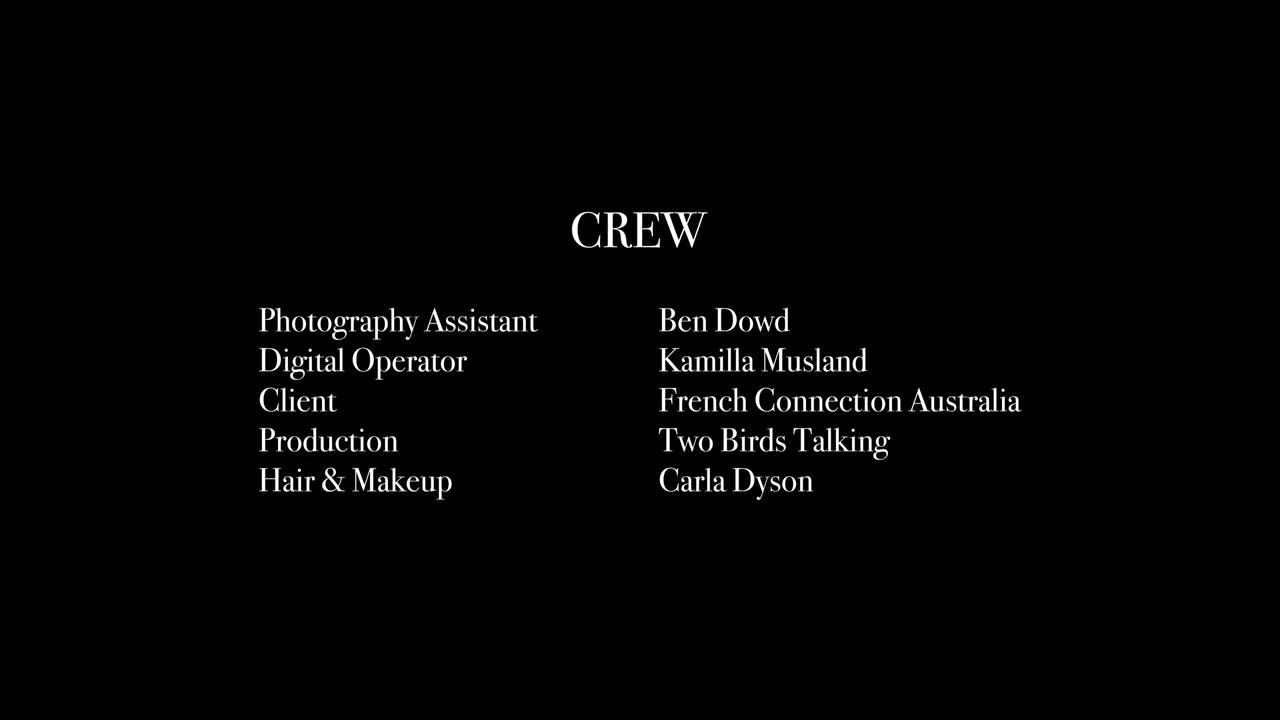 CREW
Photography Assistant Ben Dowd
Digital Operator Kamilla Musland
Client French Connection Australia
Production Two Birds Talking
Hair & Makeup Carla Dyson